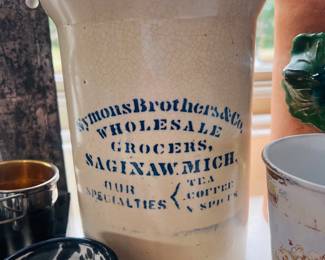 Symons Brothers & Co.
WHOLESALE
GROCERS,
SAGINAW. MICH.
OUR SPECIALTIES { TEA COFFEE & SPICES